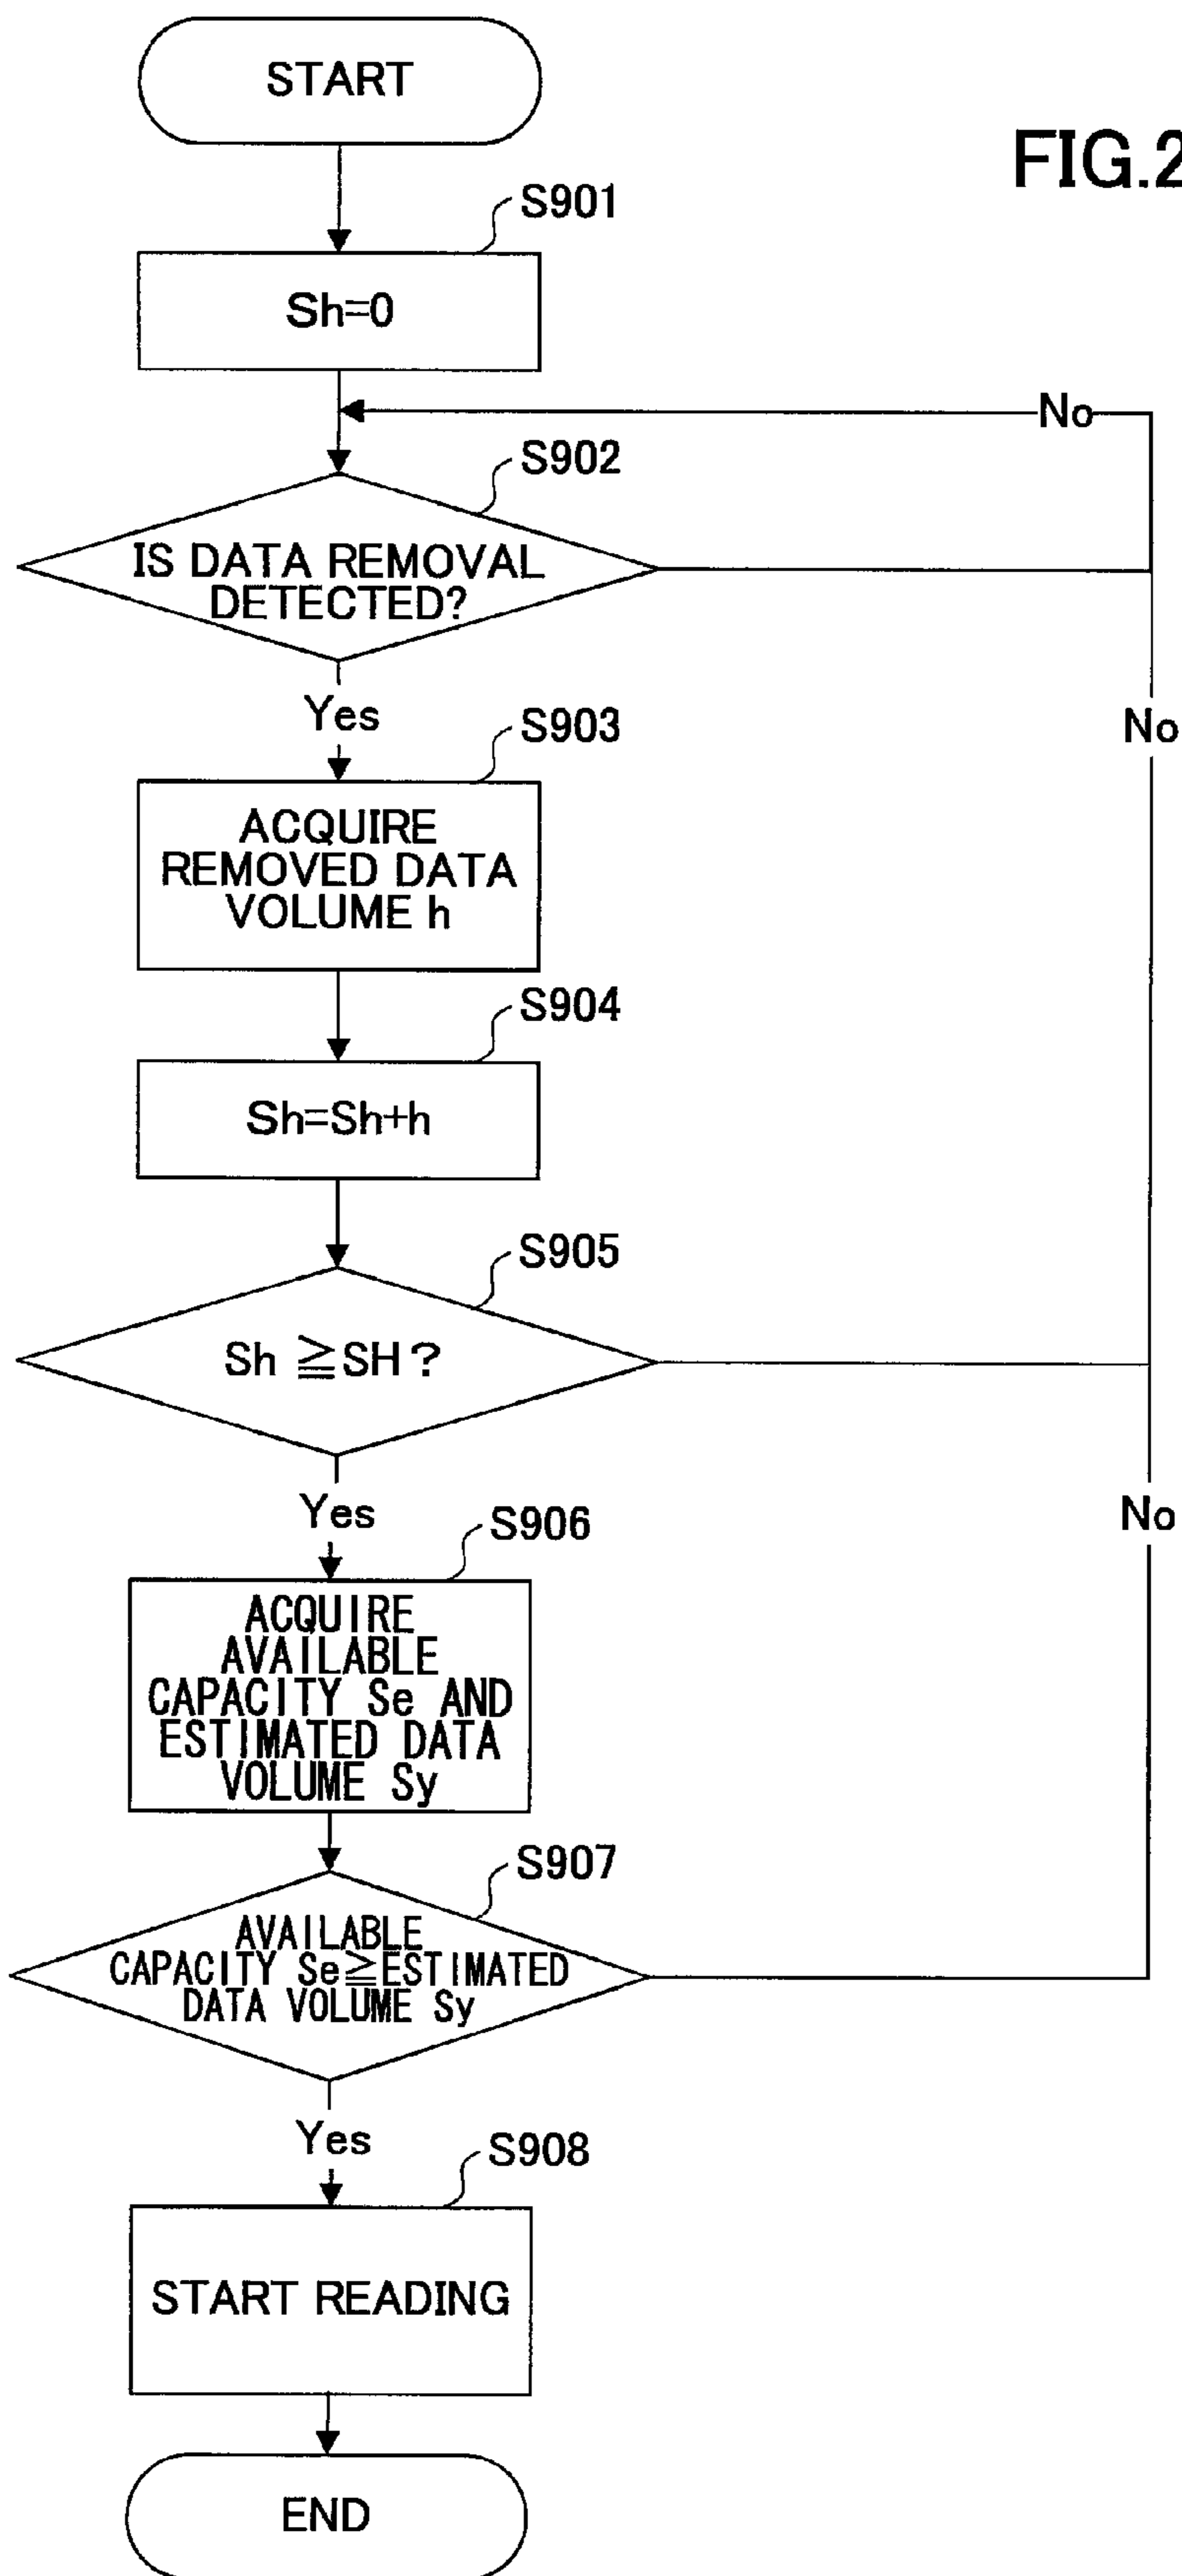 START
FIG.2
S901
Sh=0
No
S902
IS DATA REMOVAL
DETECTED?
Yes
No
S903
ACQUIRE
REMOVED DATA
VOLUME h
S904
Sh=Sh+h
S905
Sh ≧SH ?
Yes
No
S906
ACQUIRE
AVAILABLE
CAPACITY Se AND
ESTIMATED DATA
VOLUME Sy
S907
AVAILABLE
CAPACITY Se≧ESTIMATED
DATA VOLUME Sy
Yes
S908
START READING
END